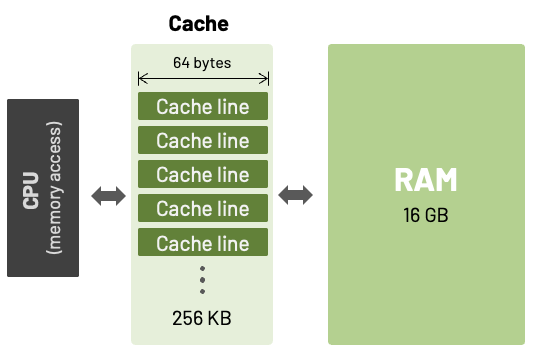 Cache
64 bytes
Cache line
Cache line
Cache line
Cache line
Cache line
256 KB
CPU
(memory access)
RAM
16 GB